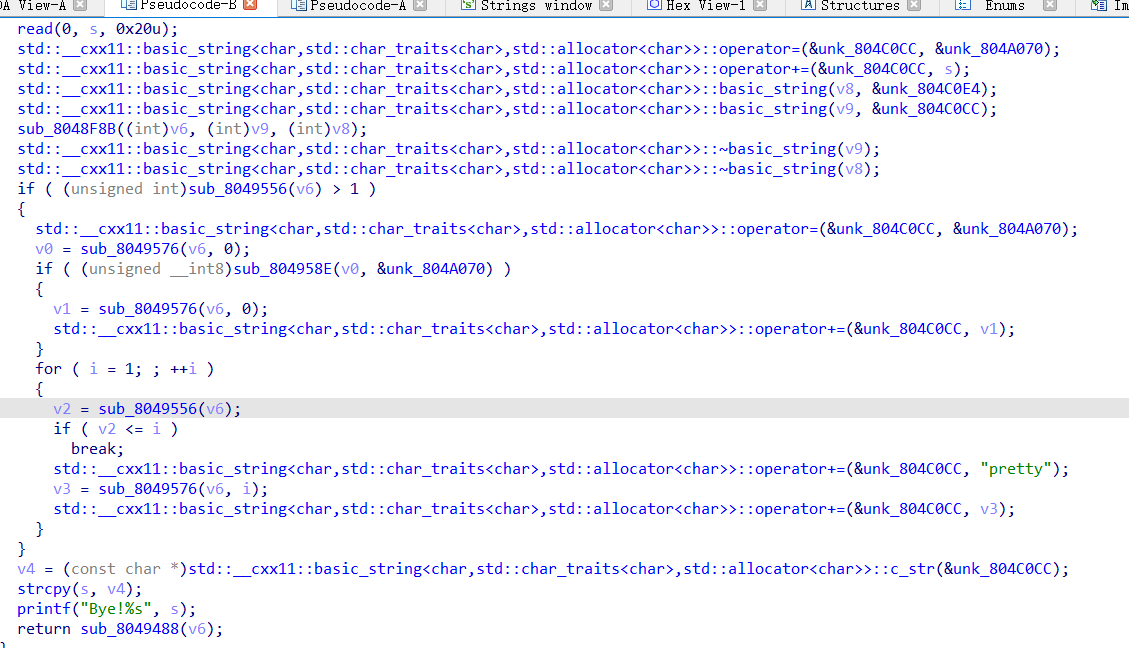 DA View-A Pseudocode-B Pseudocode-A Strings window Hex View-1 Structures Enums Im
read(0, s, 0x20u);
std::__cxx11::basic_string<char,std::char_traits<char>,std::allocator<char>>::operator=(&unk_804C0CC, &unk_804A070);
std::__cxx11::basic_string<char,std::char_traits<char>,std::allocator<char>>::operator+=(&unk_804C0CC, s);
std::__cxx11::basic_string<char,std::char_traits<char>,std::allocator<char>>::basic_string(v8, &unk_804C0E4);
std::__cxx11::basic_string<char,std::char_traits<char>,std::allocator<char>>::basic_string(v9, &unk_804C0CC);
sub_8048F8B((int)v6, (int)v9, (int)v8);
std::__cxx11::basic_string<char,std::char_traits<char>,std::allocator<char>>::~basic_string(v9);
std::__cxx11::basic_string<char,std::char_traits<char>,std::allocator<char>>::~basic_string(v8);
if ( (unsigned int)sub_8049556(v6) > 1 )
{
std::__cxx11::basic_string<char,std::char_traits<char>,std::allocator<char>>::operator=(&unk_804C0CC, &unk_804A070);
v0 = sub_8049576(v6, 0);
if ( (unsigned __int8)sub_804958E(v0, &unk_804A070) )
{
v1 = sub_8049576(v6, 0);
std::__cxx11::basic_string<char,std::char_traits<char>,std::allocator<char>>::operator+=(&unk_804C0CC, v1);
}
for ( i = 1; ; ++i )
{
v2 = sub_8049556(v6);
if ( v2 <= i )
break;
std::__cxx11::basic_string<char,std::char_traits<char>,std::allocator<char>>::operator+=(&unk_804C0CC, "pretty");
v3 = sub_8049576(v6, i);
std::__cxx11::basic_string<char,std::char_traits<char>,std::allocator<char>>::operator+=(&unk_804C0CC, v3);
}
}
v4 = (const char *)std::__cxx11::basic_string<char,std::char_traits<char>,std::allocator<char>>::c_str(&unk_804C0CC);
strcpy(s, v4);
printf("Bye!%s", s);
return sub_8049488(v6);